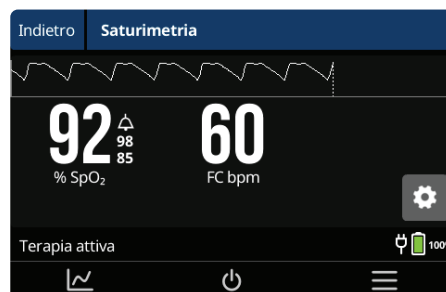 Indietro Saturimetria
92 98 60
85
% SpO₂ FC bpm
Terapia attiva 100%